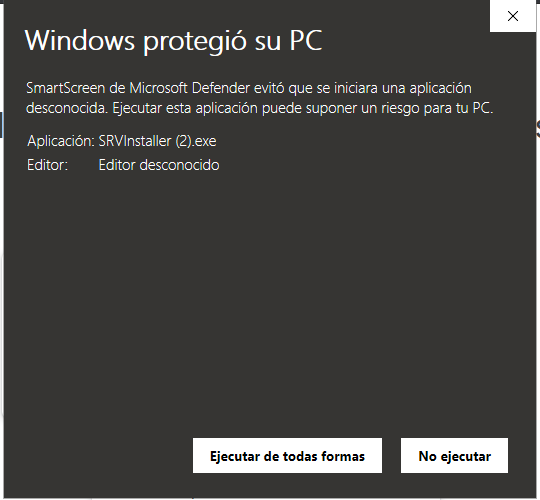 Windows protegió su PC
SmartScreen de Microsoft Defender evitó que se iniciara una aplicación
desconocida. Ejecutar esta aplicación puede suponer un riesgo para tu PC.
Aplicación: SRVInstaller (2).exe
Editor: Editor desconocido
Ejecutar de todas formas No ejecutar